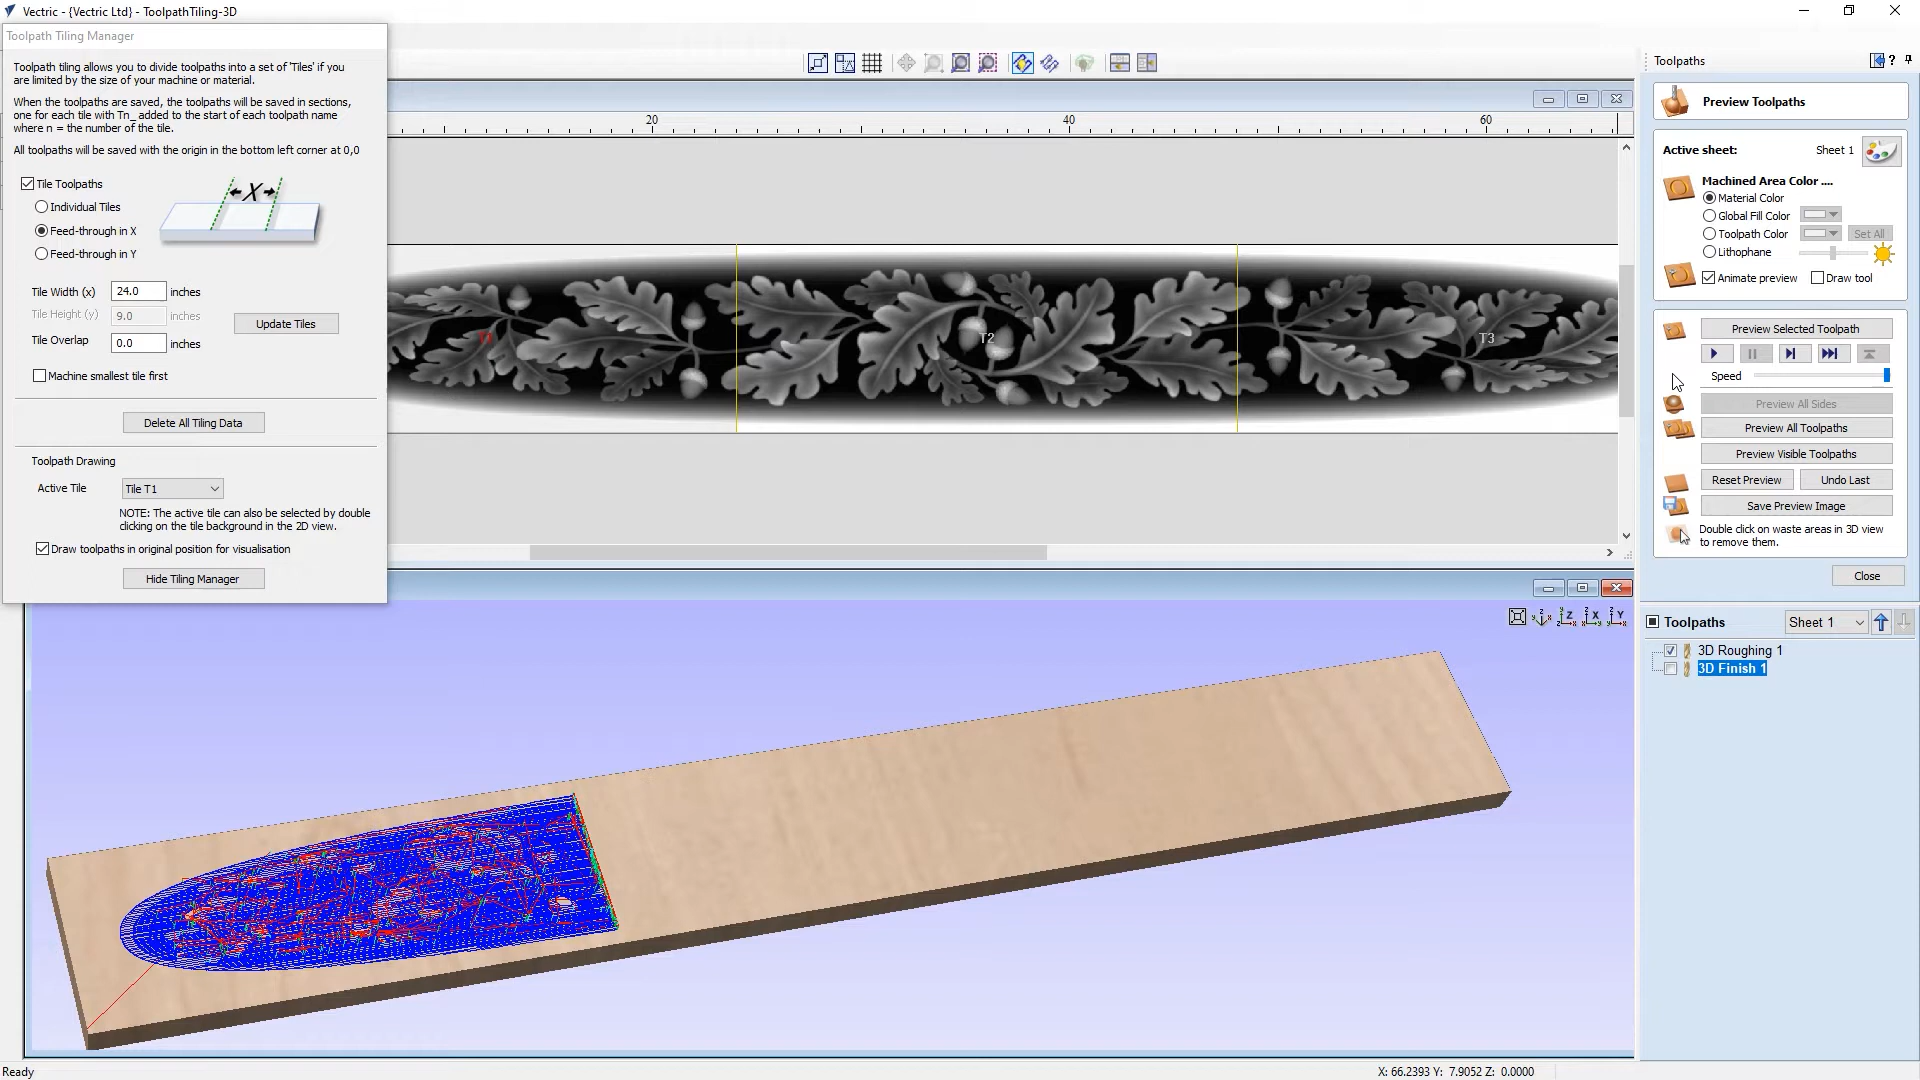 Vectric - {Vectric Ltd} - ToolpathTiling-3D
Toolpath Tiling Manager
Toolpath tiling allows you to divide toolpaths into a set of 'Tiles' if you
are limited by the size of your machine or material.
When the toolpaths are saved, the toolpaths will be saved in sections,
one for each tile with Tn_ added to the start of each toolpath name
where n = the number of the tile.
All toolpaths will be saved with the origin in the bottom left corner at 0,0
Tile Toolpaths
X
Individual Tiles
Feed-through in X
Feed-through in Y
Tile Width (x) 24.0 inches
Tile Height (y) 9.0 inches
Update Tiles
Tile Overlap 0.0 inches
Machine smallest tile first
Delete All Tiling Data
Toolpath Drawing
Active Tile Tile T1
NOTE: The active tile can also be selected by double
clicking on the tile background in the 2D view.
Draw toolpaths in original position for visualisation
Hide Tiling Manager
20 40 60
T1 T2 T3
Toolpaths
Preview Toolpaths
Active sheet: Sheet 1
Machined Area Color ....
Material Color
Global Fill Color
Toolpath Color Set All
Lithophane
Animate preview Draw tool
Preview Selected Toolpath
Speed
Preview All Sides
Preview All Toolpaths
Preview Visible Toolpaths
Reset Preview Undo Last
Save Preview Image
Double click on waste areas in 3D view
to remove them.
Close
Toolpaths Sheet 1
3D Roughing 1
3D Finish 1
Ready
X: 66.2393 Y: 7.9052 Z: 0.0000